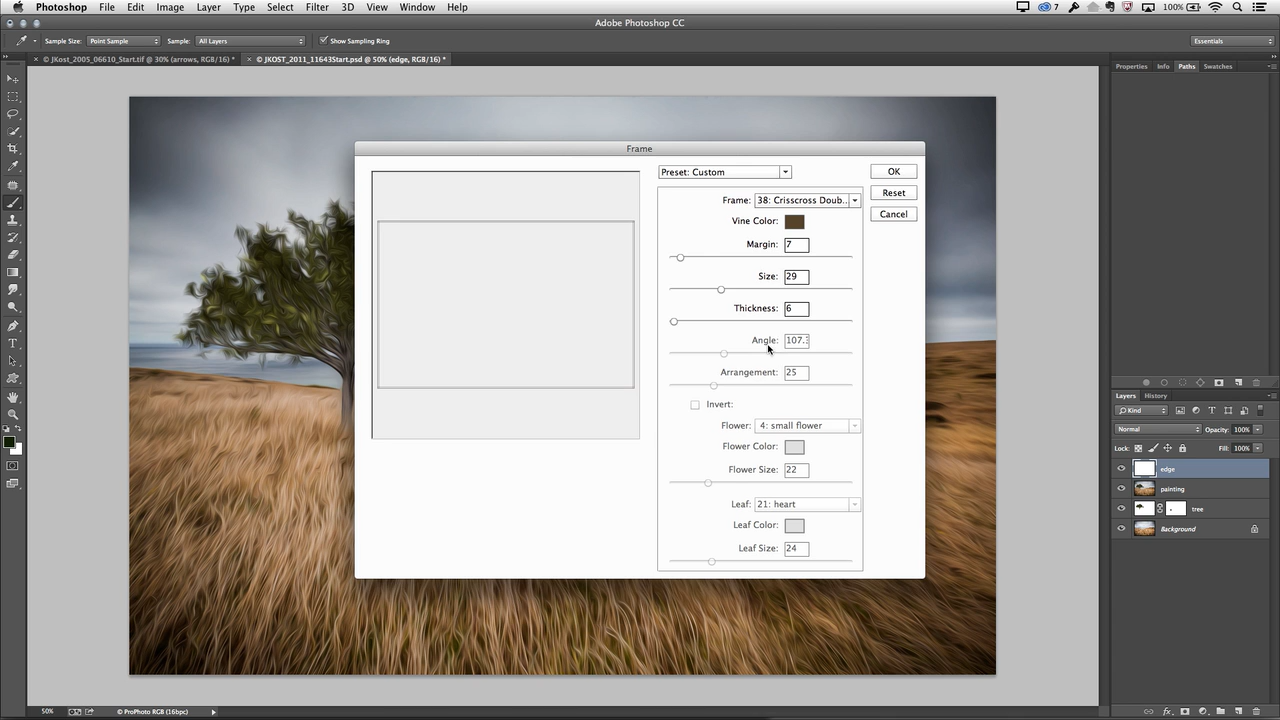 Photoshop File Edit Image Layer Type Select Filter 3D View Window Help 7 100%
Adobe Photoshop CC
Sample Size: Point Sample Sample: All Layers Show Sampling Ring Essentials
× © JKost_2005_06610_Start.tif @ 30% (arrows, RGB/16) * × © JKOST_2011_11643Start.psd @ 50% (edge, RGB/16) *
Properties Info Paths Swatches
Frame
Preset: Custom
OK
Frame: 38: Crisscross Doub...
Reset
Vine Color:
Cancel
Margin: 7
Size: 29
Thickness: 6
Angle: 107.
Arrangement: 25
Invert:
Flower: 4: small flower
Flower Color:
Flower Size: 22
Leaf: 21: heart
Leaf Color:
Leaf Size: 24
Layers History
Kind
Normal Opacity: 100%
Lock: Fill: 100%
edge
painting
tree
Background
50% © ProPhoto RGB (16bpc)